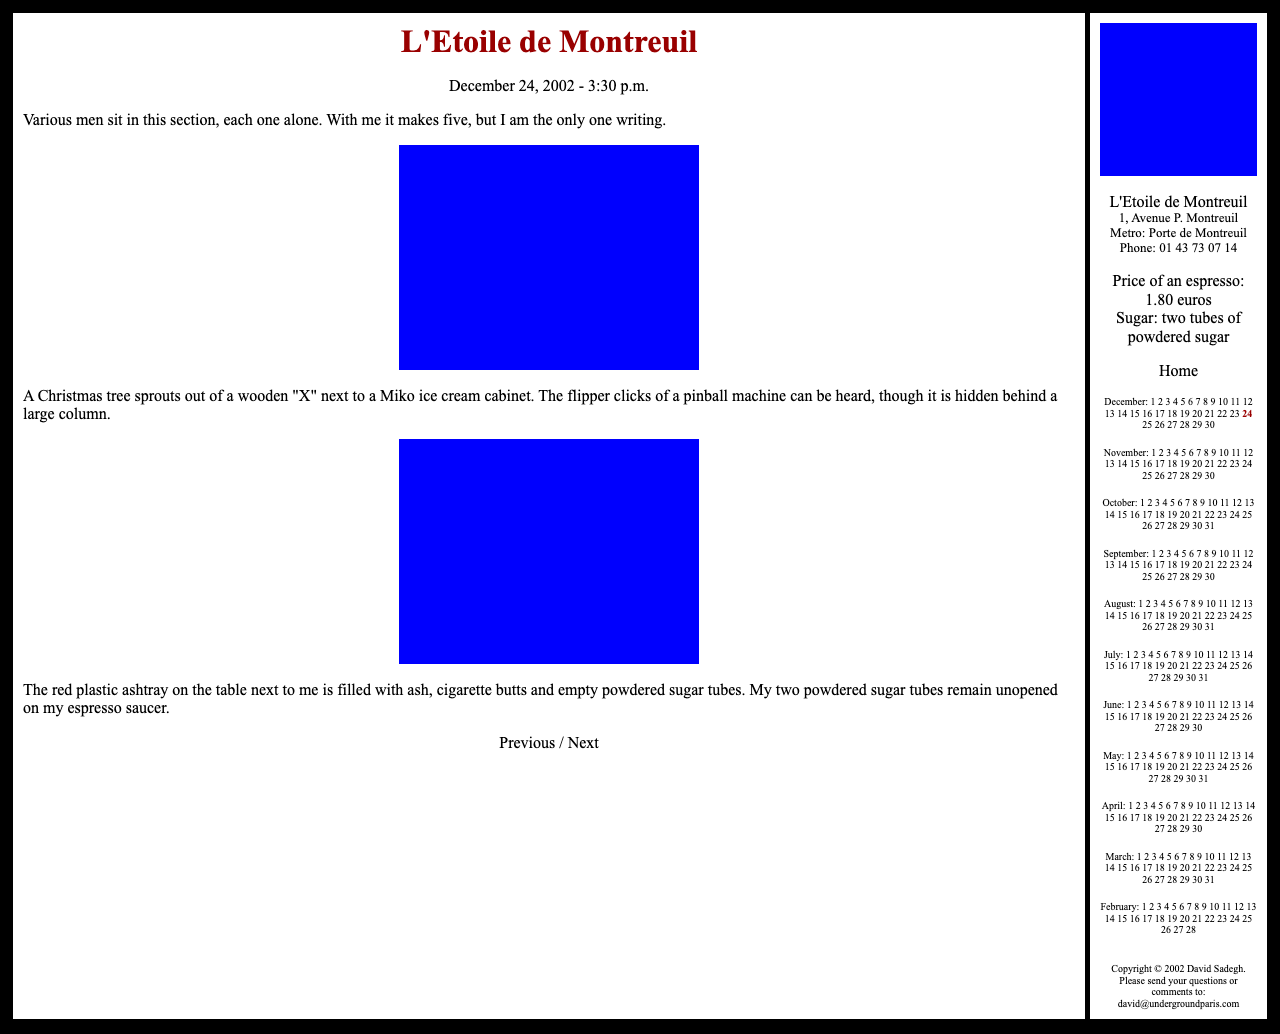 L'Etoile de Montreuil
December 24, 2002 - 3:30 p.m.
Various men sit in this section, each one alone. With me it makes five, but I am the only one writing.
A Christmas tree sprouts out of a wooden "X" next to a Miko ice cream cabinet. The flipper clicks of a pinball machine can be heard, though it is hidden behind a
large column.
The red plastic ashtray on the table next to me is filled with ash, cigarette butts and empty powdered sugar tubes. My two powdered sugar tubes remain unopened
on my espresso saucer.
Previous / Next
L'Etoile de Montreuil
1, Avenue P. Montreuil
Metro: Porte de Montreuil
Phone: 01 43 73 07 14
Price of an espresso:
1.80 euros
Sugar: two tubes of
powdered sugar
Home
December: 1 2 3 4 5 6 7 8 9 10 11 12
13 14 15 16 17 18 19 20 21 22 23 24
25 26 27 28 29 30
November: 1 2 3 4 5 6 7 8 9 10 11 12
13 14 15 16 17 18 19 20 21 22 23 24
25 26 27 28 29 30
October: 1 2 3 4 5 6 7 8 9 10 11 12 13
14 15 16 17 18 19 20 21 22 23 24 25
26 27 28 29 30 31
September: 1 2 3 4 5 6 7 8 9 10 11 12
13 14 15 16 17 18 19 20 21 22 23 24
25 26 27 28 29 30
August: 1 2 3 4 5 6 7 8 9 10 11 12 13
14 15 16 17 18 19 20 21 22 23 24 25
26 27 28 29 30 31
July: 1 2 3 4 5 6 7 8 9 10 11 12 13 14
15 16 17 18 19 20 21 22 23 24 25 26
27 28 29 30 31
June: 1 2 3 4 5 6 7 8 9 10 11 12 13 14
15 16 17 18 19 20 21 22 23 24 25 26
27 28 29 30
May: 1 2 3 4 5 6 7 8 9 10 11 12 13 14
15 16 17 18 19 20 21 22 23 24 25 26
27 28 29 30 31
April: 1 2 3 4 5 6 7 8 9 10 11 12 13 14
15 16 17 18 19 20 21 22 23 24 25 26
27 28 29 30
March: 1 2 3 4 5 6 7 8 9 10 11 12 13
14 15 16 17 18 19 20 21 22 23 24 25
26 27 28 29 30 31
February: 1 2 3 4 5 6 7 8 9 10 11 12 13
14 15 16 17 18 19 20 21 22 23 24 25
26 27 28
Copyright © 2002 David Sadegh.
Please send your questions or
comments to:
david@undergroundparis.com